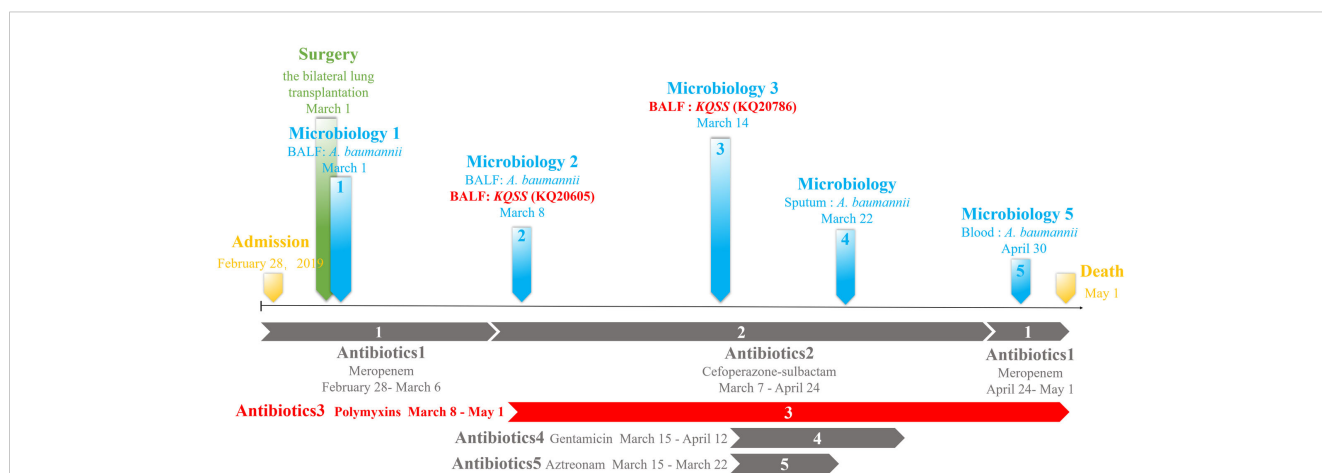 Surgery
the bilateral lung
transplantation
March 1
Microbiology 1
BALF: A. baumannii
March 1
1
Admission
February 28, 2019
Microbiology 2
BALF: A. baumannii
BALF: KQSS (KQ20605)
March 8
2
Microbiology 3
BALF : KQSS (KQ20786)
March 14
3
Microbiology
Sputum : A. baumannii
March 22
4
Microbiology 5
Blood : A. baumannii
April 30
5
Death
May 1
1
2
1
Antibiotics1
Meropenem
February 28- March 6
Antibiotics2
Cefoperazone-sulbactam
March 7 - April 24
Antibiotics1
Meropenem
April 24- May 1
Antibiotics3 Polymyxins March 8 - May 1
3
Antibiotics4 Gentamicin March 15 - April 12
4
Antibiotics5 Aztreonam March 15 - March 22
5